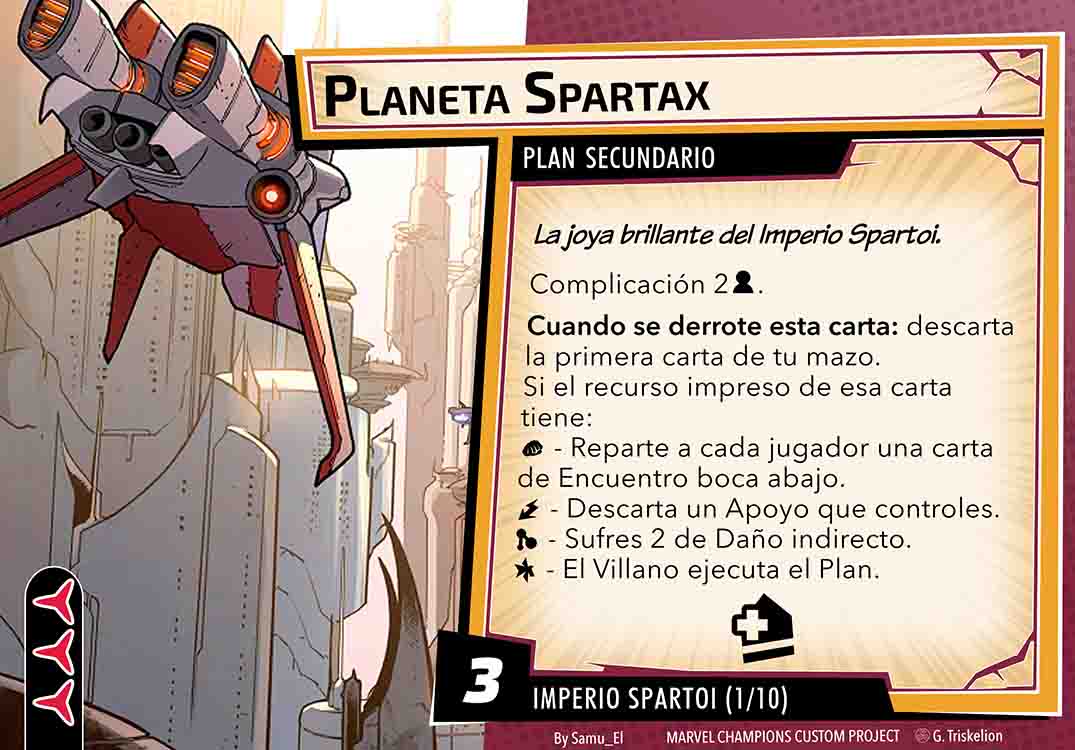 Planeta Spartax
PLAN SECUNDARIO
La joya brillante del Imperio Spartoi.
Complicación 2.
Cuando se derrote esta carta: descarta
la primera carta de tu mazo.
Si el recurso impreso de esa carta
tiene:
- Reparte a cada jugador una carta
de Encuentro boca abajo.
- Descarta un Apoyo que controles.
- Sufres 2 de Daño indirecto.
- El Villano ejecuta el Plan.
3
IMPERIO SPARTOI (1/10)
By Samu_El MARVEL CHAMPIONS CUSTOM PROJECT G. Triskelion